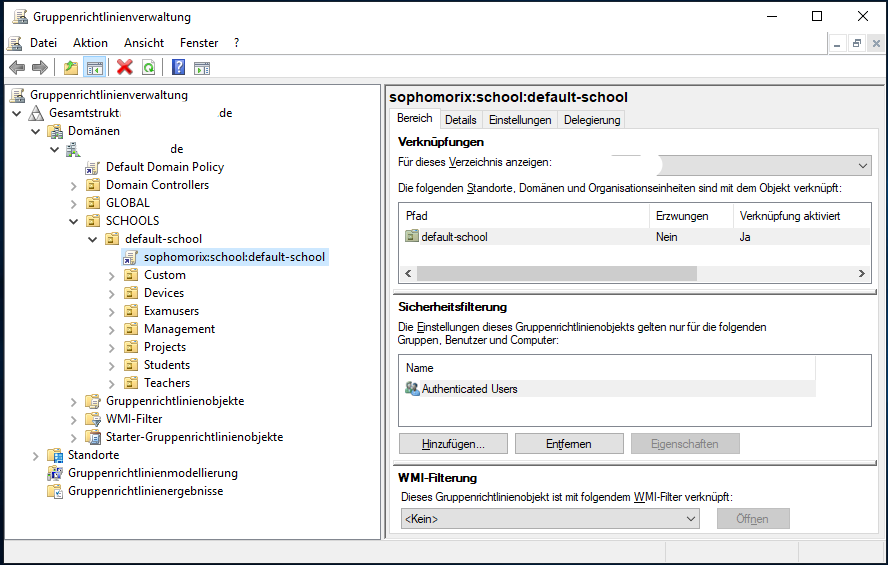 Gruppenrichtlinienverwaltung
Datei Aktion Ansicht Fenster ?
Gruppenrichtlinienverwaltung
Gesamtstrukt .de
Domänen
de
Default Domain Policy
Domain Controllers
GLOBAL
SCHOOLS
default-school
sophomorix:school:default-school
Custom
Devices
Examusers
Management
Projects
Students
Teachers
Gruppenrichtlinienobjekte
WMI-Filter
Starter-Gruppenrichtlinienobjekte
Standorte
Gruppenrichtlinienmodellierung
Gruppenrichtlinienergebnisse
sophomorix:school:default-school
Bereich Details Einstellungen Delegierung
Verknüpfungen
Für dieses Verzeichnis anzeigen:
Die folgenden Standorte, Domänen und Organisationseinheiten sind mit dem Objekt verknüpft:
Pfad Erzwungen Verknüpfung aktiviert
default-school Nein Ja
Sicherheitsfilterung
Die Einstellungen dieses Gruppenrichtlinienobjekts gelten nur für die folgenden
Gruppen, Benutzer und Computer:
Name
Authenticated Users
Hinzufügen... Entfernen Eigenschaften
WMI-Filterung
Dieses Gruppenrichtlinienobjekt ist mit folgendem WMI-Filter verknüpft:
<Kein> Öffnen